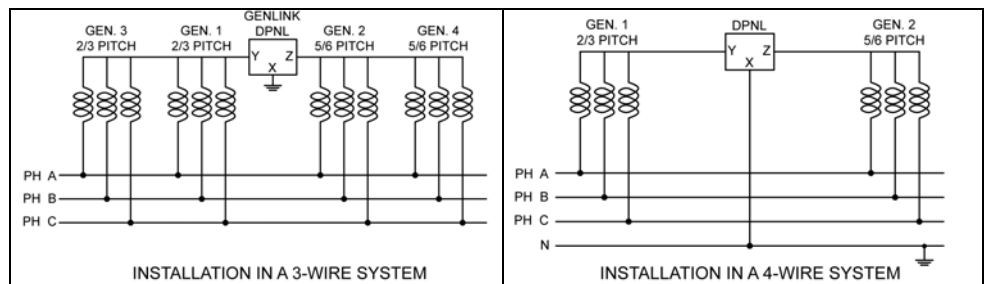 GENLINK
GEN. 3 GEN. 1 DPNL GEN. 2 GEN. 4
2/3 PITCH 2/3 PITCH 5/6 PITCH 5/6 PITCH
Y Z
X
PH A
PH B
PH C
INSTALLATION IN A 3-WIRE SYSTEM
GEN. 1 DPNL GEN. 2
2/3 PITCH 5/6 PITCH
Y Z
X
PH A
PH B
PH C
N
INSTALLATION IN A 4-WIRE SYSTEM